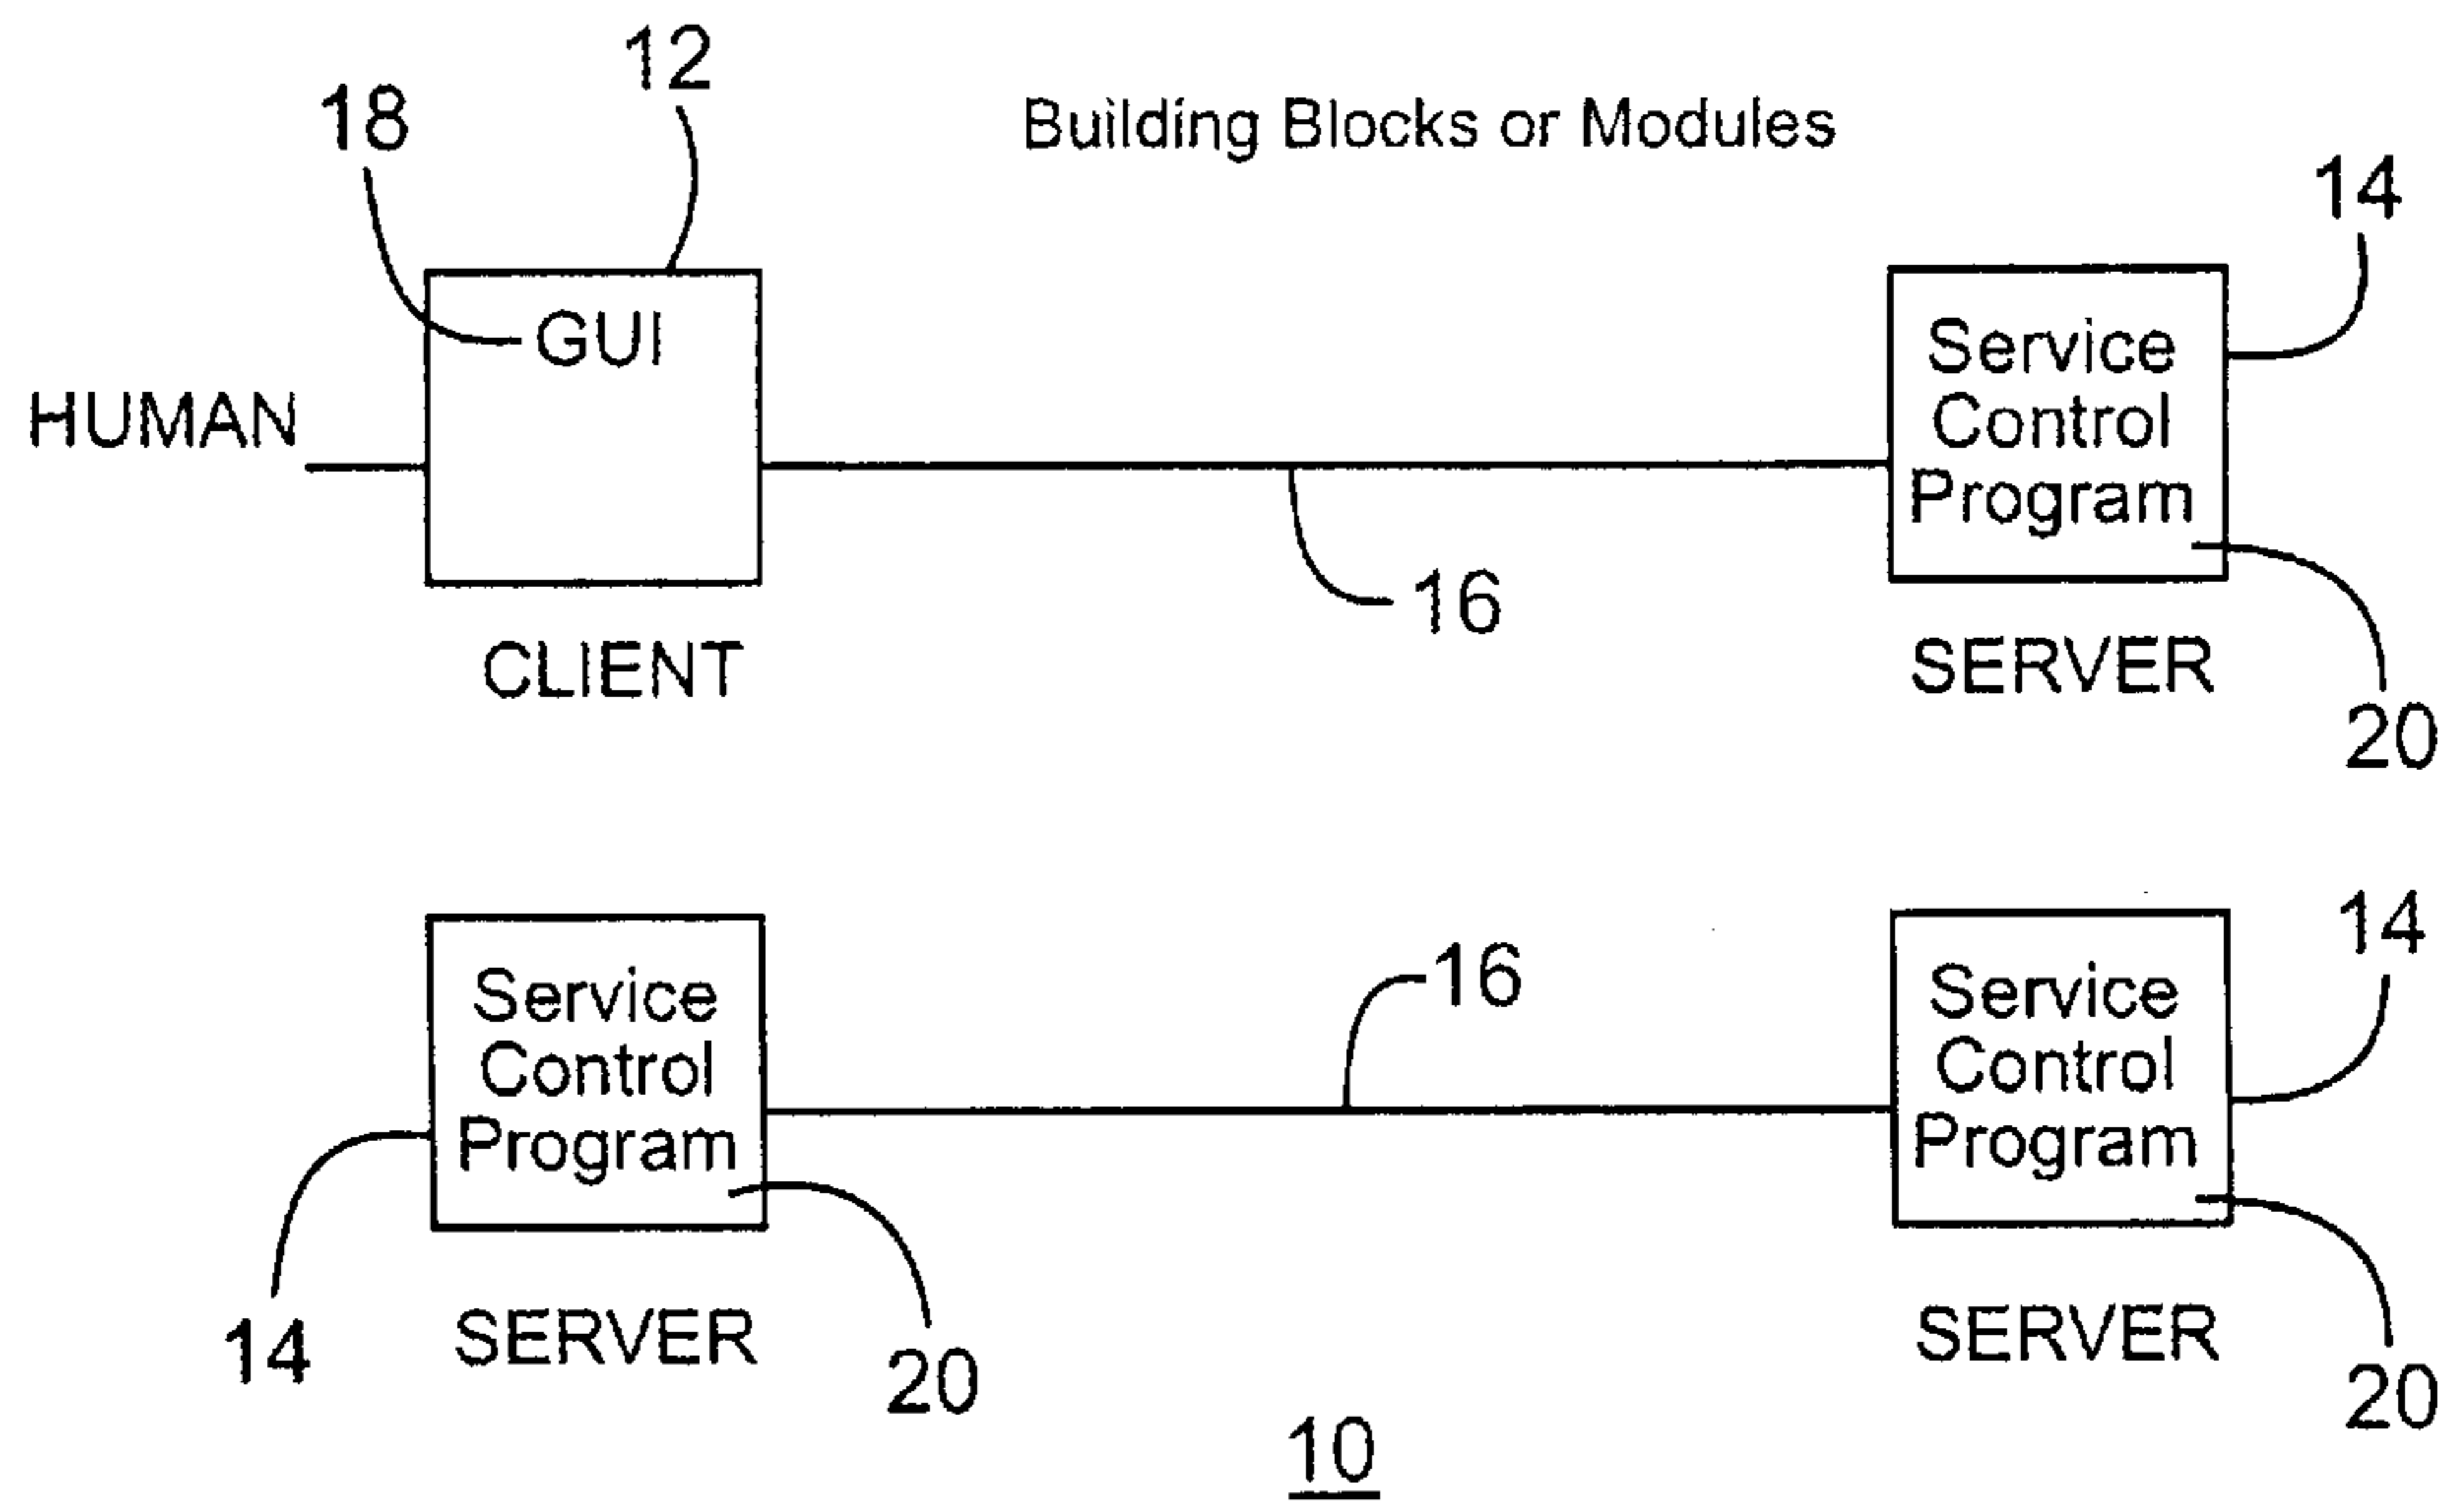 12
18
Building Blocks or Modules
14
GUI
HUMAN
Service
Control
Program
16
CLIENT
SERVER
20
14
16
Service
Control
Program
Service
Control
Program
14
SERVER
20
SERVER
20
10